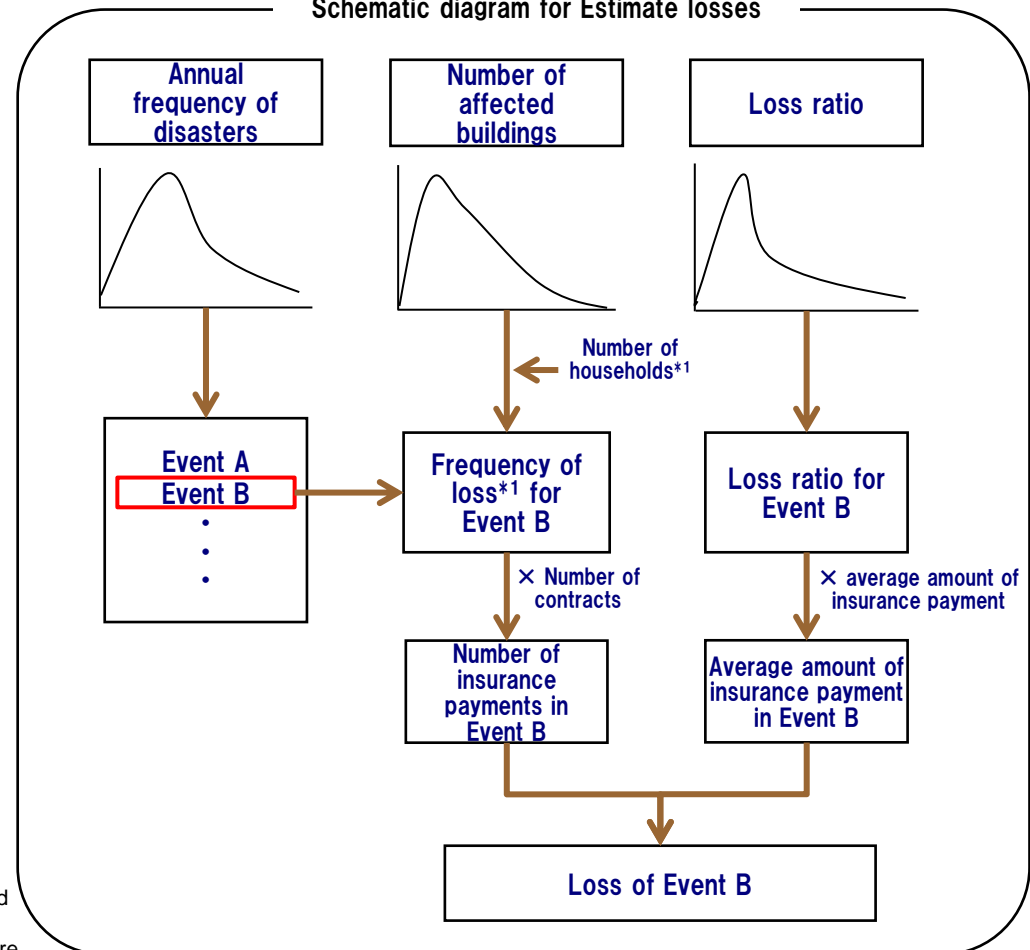 Schematic diagram for Estimate losses
Annual
frequency of
disasters
Number of
affected
buildings
Loss ratio
Number of
households*1
Event A
Event B
Frequency of
loss*1 for
Event B
Loss ratio for
Event B
× Number of
contracts
× average amount of
insurance payment
Number of
insurance
payments in
Event B
Average amount of
insurance payment
in Event B
Loss of Event B